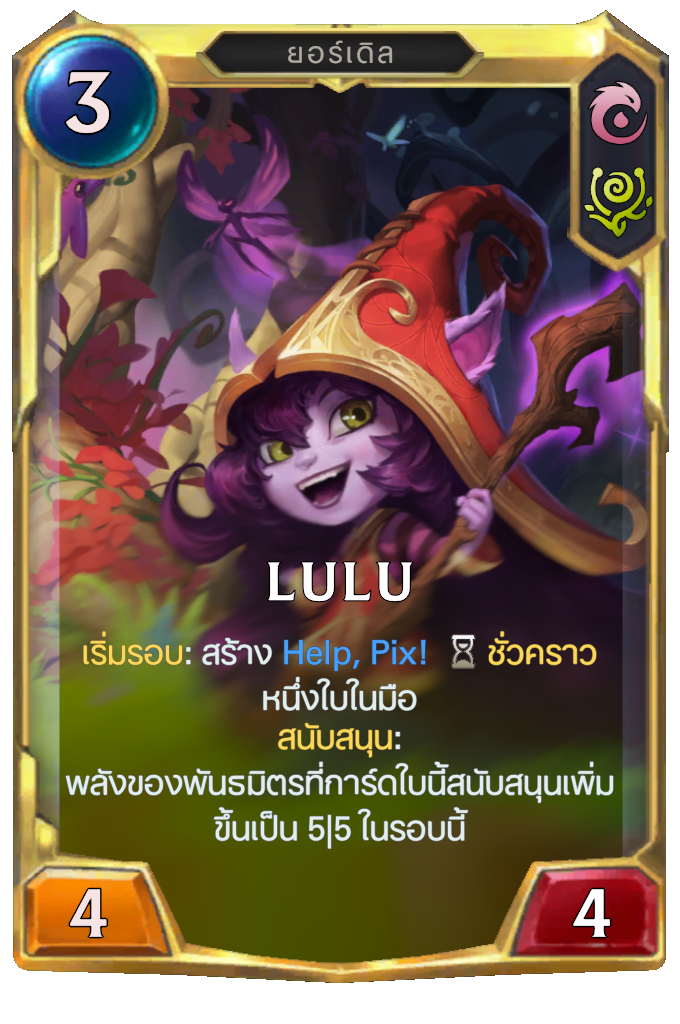 3
ยอร์เดิล
LULU
เริ่มรอบ: สร้าง Help, Pix! ชั่วคราว
หนึ่งใบในมือ
สนับสนุน:
พลังของพันธมิตรที่การ์ดใบนี้สนับสนุนเพิ่ม
ขึ้นเป็น 5|5 ในรอบนี้
4
4